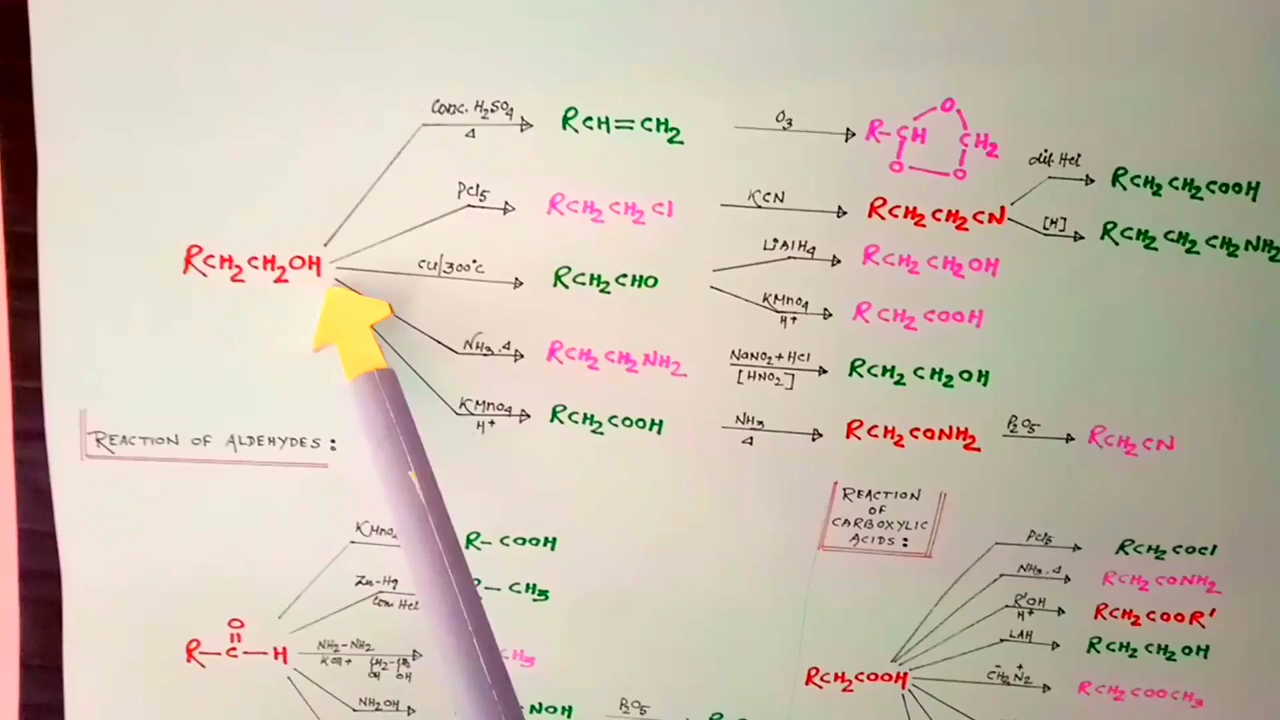 Conc. H2SO4
Δ
RCH=CH2
O3
R-CH
O
CH2
O
O
dil. HCl
RCH2CH2COOH
PCl5
RCH2CH2Cl
KCN
RCH2CH2CN
[H]
RCH2CH2CH2NH2
RCH2CH2OH
Cu/300°C
RCH2CHO
LiAlH4
RCH2CH2OH
KMnO4
H+
RCH2COOH
NH3.Δ
RCH2CH2NH2
NaNO2+HCl
[HNO2]
RCH2CH2OH
KMnO4
H+
RCH2COOH
NH3
Δ
RCH2CONH2
P2O5
RCH2CN
REACTION OF ALDEHYDES:
R-COOH
Zn-Hg
Conc HCl
-CH3
O
R-C-H
NH2-NH2
KOH+
CH3
NH2OH
NOH
P2O5
REACTION
OF
CARBOXYLIC
ACIDS:
RCH2COOH
PCl5
RCH2COCl
NH3.Δ
RCH2CONH2
R'OH
H+
RCH2COOR'
LAH
RCH2CH2OH
RCH2COOCH3